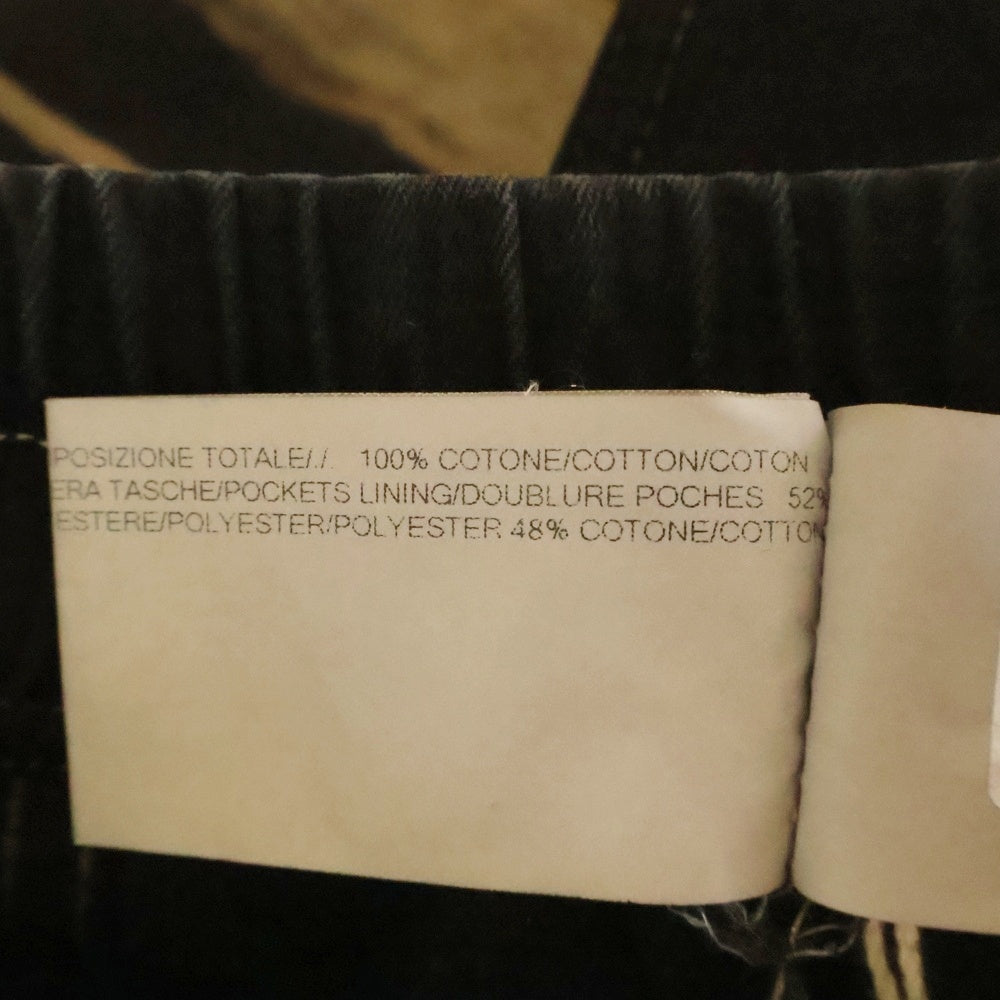 POSIZIONE TOTALE/./. 100% COTONE/COTTON/COTON
ERA TASCHE/POCKETS LINING/DOUBLURE POCHES 52%
ESTERE/POLYESTER/POLYESTER 48% COTONE/COTTON